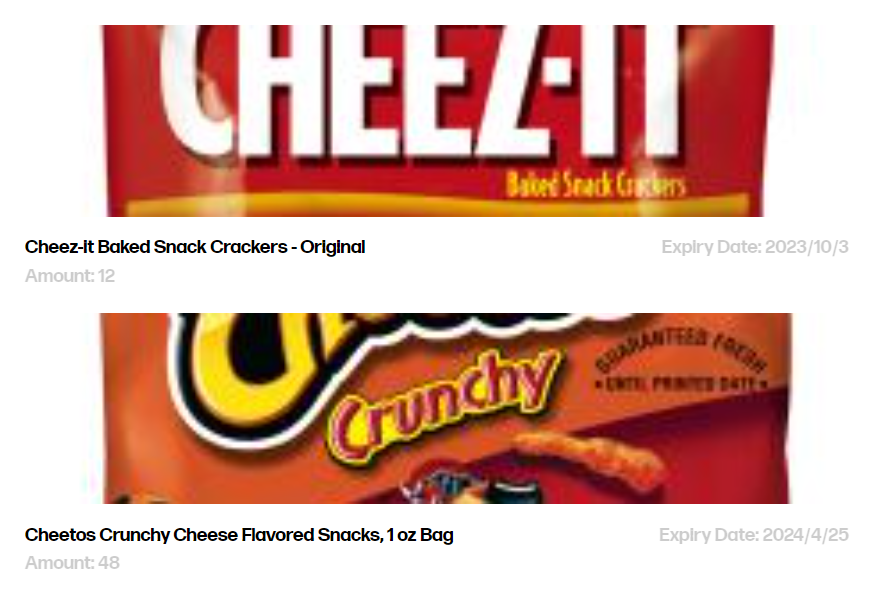 CHEEZ-IT
Baked Snack Crackers
Cheez-It Baked Snack Crackers - Original
Expiry Date: 2023/10/3
Amount: 12
GUARANTEED FRESH
• UNTIL PRINTED DATE •
Crunchy
Cheetos Crunchy Cheese Flavored Snacks, 1 oz Bag
Expiry Date: 2024/4/25
Amount: 48